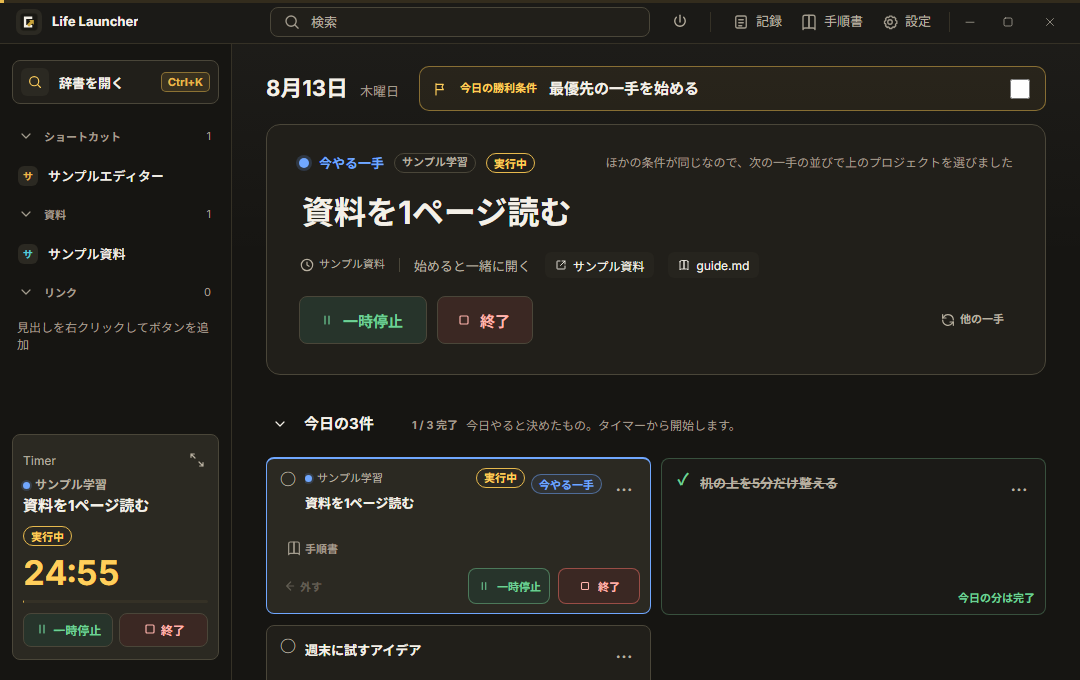 Life Launcher
検索
記録
手順書
設定
辞書を開く
Ctrl+K
ショートカット
1
サ
サンプルエディター
資料
1
サ
サンプル資料
リンク
0
見出しを右クリックしてボタンを追
加
Timer
サンプル学習
資料を1ページ読む
実行中
24:55
一時停止
終了
8月13日
木曜日
今日の勝利条件
最優先の一手を始める
今やる一手
サンプル学習
実行中
ほかの条件が同じなので、次の一手の並びで上のプロジェクトを選びました
資料を1ページ読む
サンプル資料
始めると一緒に開く
サンプル資料
guide.md
一時停止
終了
他の一手
今日の3件
1 / 3 完了
今日やると決めたもの。タイマーから開始します。
サンプル学習
実行中
今やる一手
資料を1ページ読む
手順書
外す
一時停止
終了
机の上を5分だけ整える
今日の分は完了
週末に試すアイデア